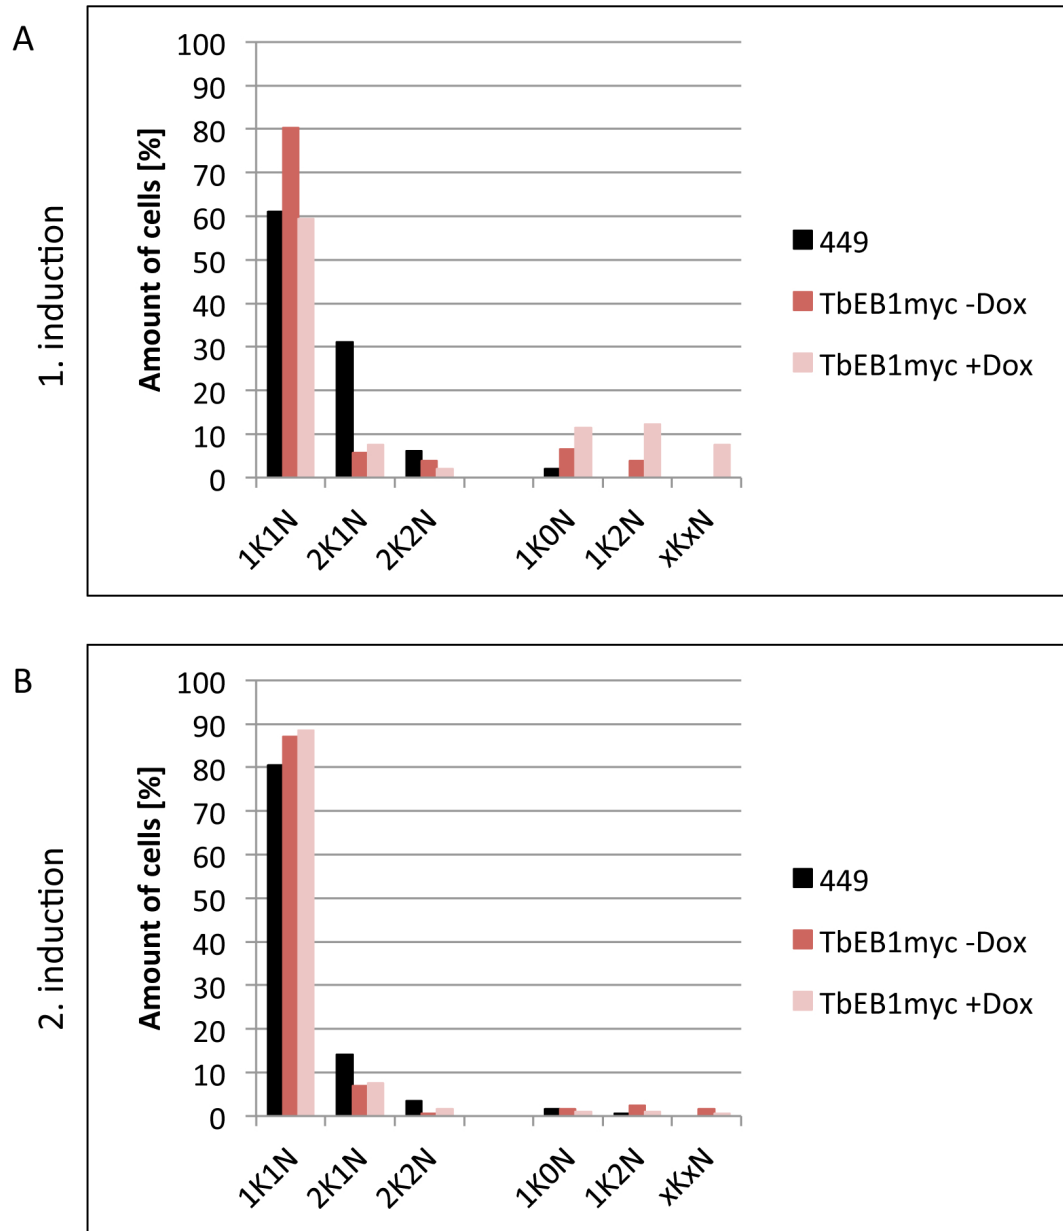 A
1. induction
Amount of cells [%]
100
90
80
70
60
50
40
30
20
10
0
1K1N
2K1N
2K2N
1K0N
1K2N
xKxN
449
TbEB1myc -Dox
TbEB1myc +Dox
B
2. induction
Amount of cells [%]
100
90
80
70
60
50
40
30
20
10
0
1K1N
2K1N
2K2N
1K0N
1K2N
xKxN
449
TbEB1myc -Dox
TbEB1myc +Dox